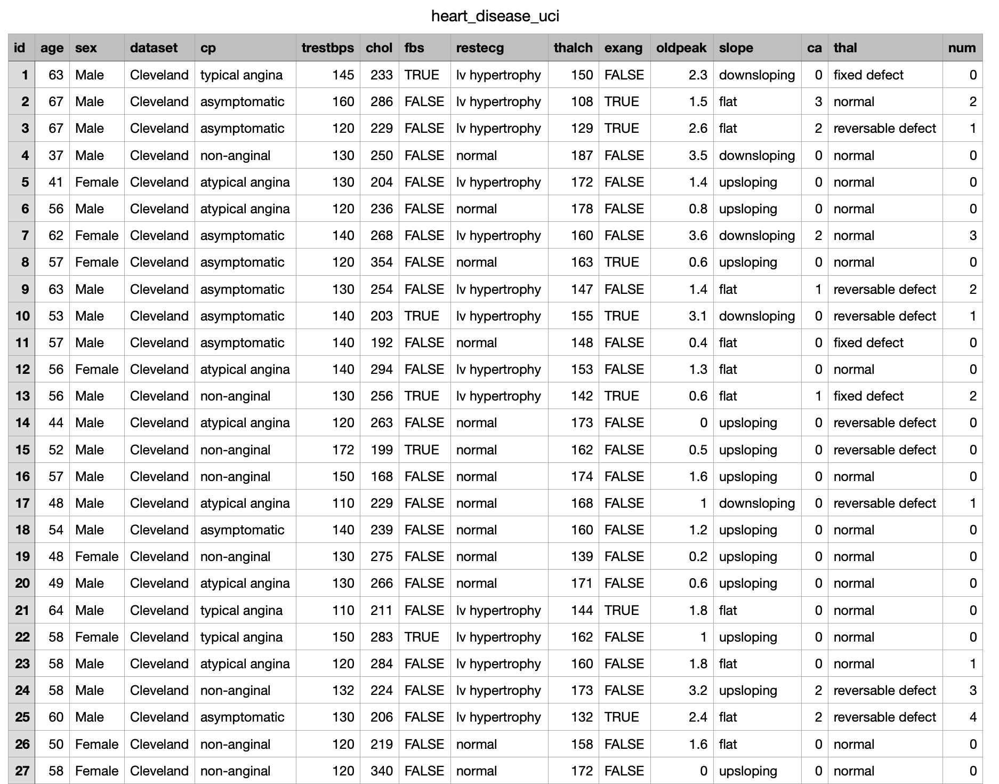 heart_disease_uci
id age sex dataset cp trestbps chol fbs restecg thalch exang oldpeak slope ca thal num
1 63 Male Cleveland typical angina 145 233 TRUE lv hypertrophy 150 FALSE 2.3 downsloping 0 fixed defect 0
2 67 Male Cleveland asymptomatic 160 286 FALSE lv hypertrophy 108 TRUE 1.5 flat 3 normal 2
3 67 Male Cleveland asymptomatic 120 229 FALSE lv hypertrophy 129 TRUE 2.6 flat 2 reversable defect 1
4 37 Male Cleveland non-anginal 130 250 FALSE normal 187 FALSE 3.5 downsloping 0 normal 0
5 41 Female Cleveland atypical angina 130 204 FALSE lv hypertrophy 172 FALSE 1.4 upsloping 0 normal 0
6 56 Male Cleveland atypical angina 120 236 FALSE normal 178 FALSE 0.8 upsloping 0 normal 0
7 62 Female Cleveland asymptomatic 140 268 FALSE lv hypertrophy 160 FALSE 3.6 downsloping 2 normal 3
8 57 Female Cleveland asymptomatic 120 354 FALSE normal 163 TRUE 0.6 upsloping 0 normal 0
9 63 Male Cleveland asymptomatic 130 254 FALSE lv hypertrophy 147 FALSE 1.4 flat 1 reversable defect 2
10 53 Male Cleveland asymptomatic 140 203 TRUE lv hypertrophy 155 TRUE 3.1 downsloping 0 reversable defect 1
11 57 Male Cleveland asymptomatic 140 192 FALSE normal 148 FALSE 0.4 flat 0 fixed defect 0
12 56 Female Cleveland atypical angina 140 294 FALSE lv hypertrophy 153 FALSE 1.3 flat 0 normal 0
13 56 Male Cleveland non-anginal 130 256 TRUE lv hypertrophy 142 TRUE 0.6 flat 1 fixed defect 2
14 44 Male Cleveland atypical angina 120 263 FALSE normal 173 FALSE 0 upsloping 0 reversable defect 0
15 52 Male Cleveland non-anginal 172 199 TRUE normal 162 FALSE 0.5 upsloping 0 reversable defect 0
16 57 Male Cleveland non-anginal 150 168 FALSE normal 174 FALSE 1.6 upsloping 0 normal 0
17 48 Male Cleveland atypical angina 110 229 FALSE normal 168 FALSE 1 downsloping 0 reversable defect 1
18 54 Male Cleveland asymptomatic 140 239 FALSE normal 160 FALSE 1.2 upsloping 0 normal 0
19 48 Female Cleveland non-anginal 130 275 FALSE normal 139 FALSE 0.2 upsloping 0 normal 0
20 49 Male Cleveland atypical angina 130 266 FALSE normal 171 FALSE 0.6 upsloping 0 normal 0
21 64 Male Cleveland typical angina 110 211 FALSE lv hypertrophy 144 TRUE 1.8 flat 0 normal 0
22 58 Female Cleveland typical angina 150 283 TRUE lv hypertrophy 162 FALSE 1 upsloping 0 normal 0
23 58 Male Cleveland atypical angina 120 284 FALSE lv hypertrophy 160 FALSE 1.8 flat 0 normal 1
24 58 Male Cleveland non-anginal 132 224 FALSE lv hypertrophy 173 FALSE 3.2 upsloping 2 reversable defect 3
25 60 Male Cleveland asymptomatic 130 206 FALSE lv hypertrophy 132 TRUE 2.4 flat 2 reversable defect 4
26 50 Female Cleveland non-anginal 120 219 FALSE normal 158 FALSE 1.6 flat 0 normal 0
27 58 Female Cleveland non-anginal 120 340 FALSE normal 172 FALSE 0 upsloping 0 normal 0